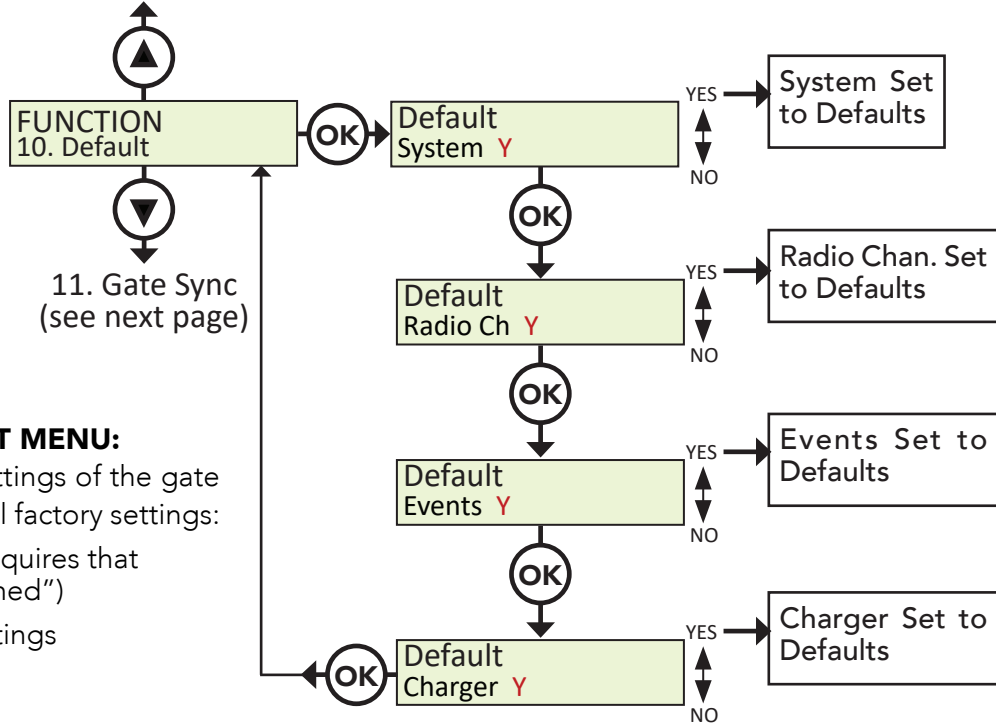 FUNCTION
10. Default
OK
Default
System Y
YES
NO
System Set
to Defaults
OK
11. Gate Sync
(see next page)
Default
Radio Ch Y
YES
NO
Radio Chan. Set
to Defaults
OK
T MENU:
ttings of the gate
l factory settings:
quires that
ned”)
tings
Default
Events Y
YES
NO
Events Set to
Defaults
OK
OK
Default
Charger Y
YES
NO
Charger Set to
Defaults